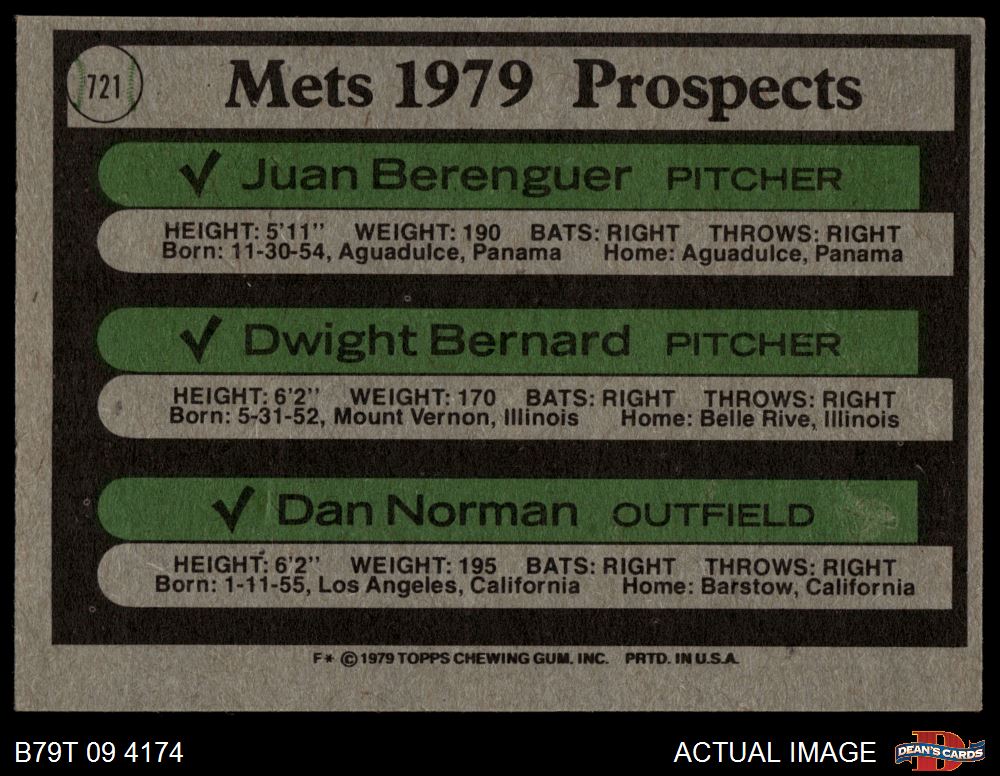 721
Mets 1979 Prospects
✓ Juan Berenguer PITCHER
HEIGHT: 5'11" WEIGHT: 190 BATS: RIGHT THROWS: RIGHT
Born: 11-30-54, Aguadulce, Panama Home: Aguadulce, Panama
✓ Dwight Bernard PITCHER
HEIGHT: 6'2" WEIGHT: 170 BATS: RIGHT THROWS: RIGHT
Born: 5-31-52, Mount Vernon, Illinois Home: Belle Rive, Illinois
✓ Dan Norman OUTFIELD
HEIGHT: 6'2" WEIGHT: 195 BATS: RIGHT THROWS: RIGHT
Born: 1-11-55, Los Angeles, California Home: Barstow, California
F* © 1979 TOPPS CHEWING GUM, INC. PRTD. IN U.S.A.
B79T 09 4174 ACTUAL IMAGE DEAN'S CARDS